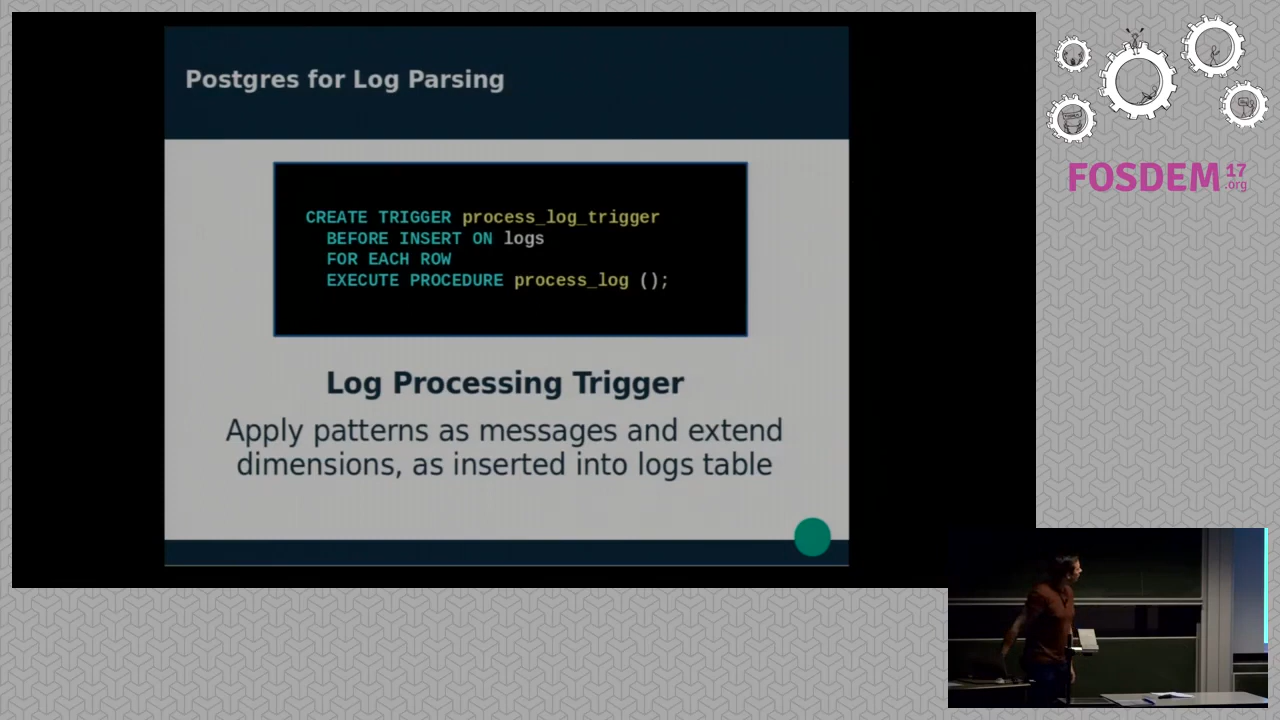 Postgres for Log Parsing
CREATE TRIGGER process_log_trigger
BEFORE INSERT ON logs
FOR EACH ROW
EXECUTE PROCEDURE process_log ();
Log Processing Trigger
Apply patterns as messages and extend
dimensions, as inserted into logs table
FOSDEM 17
.org